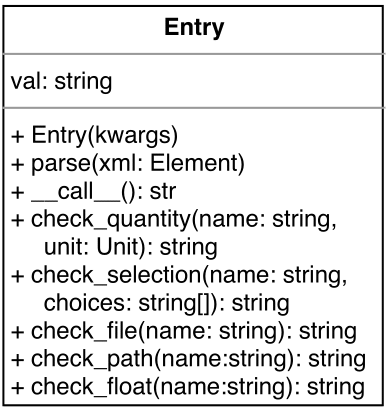 Entry
val: string
+ Entry(kwargs)
+ parse(xml: Element)
+ __call__(): str
+ check_quantity(name: string,
unit: Unit): string
+ check_selection(name: string,
choices: string[]): string
+ check_file(name: string): string
+ check_path(name:string): string
+ check_float(name:string): string